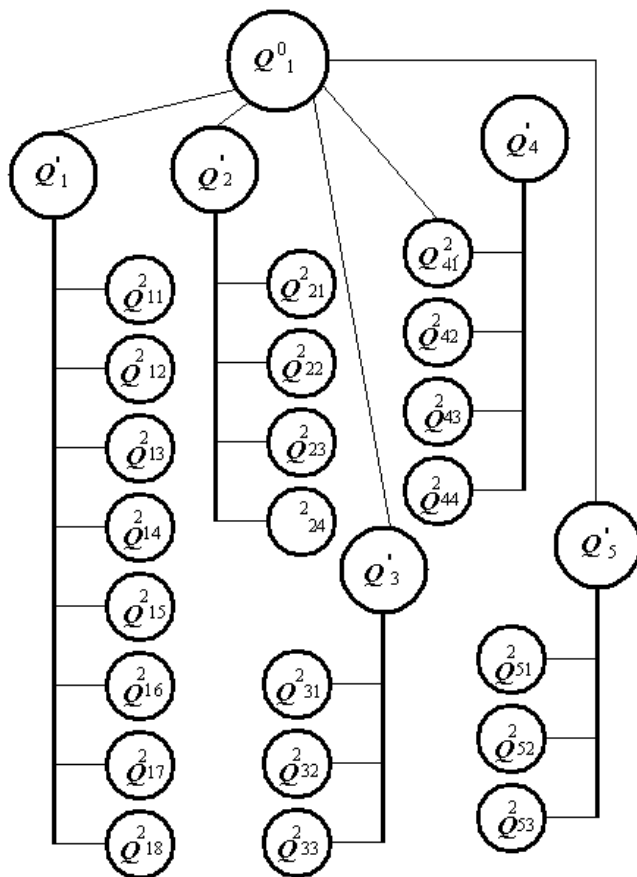 Q⁰₁
Q'₁
Q'₂
Q'₄
Q²₁₁
Q²₁₂
Q²₁₃
Q²₁₄
Q²₁₅
Q²₁₆
Q²₁₇
Q²₁₈
Q²₂₁
Q²₂₂
Q²₂₃
²₂₄
Q'₃
Q²₃₁
Q²₃₂
Q²₃₃
Q²₄₁
Q²₄₂
Q²₄₃
Q²₄₄
Q'₅
Q²₅₁
Q²₅₂
Q²₅₃